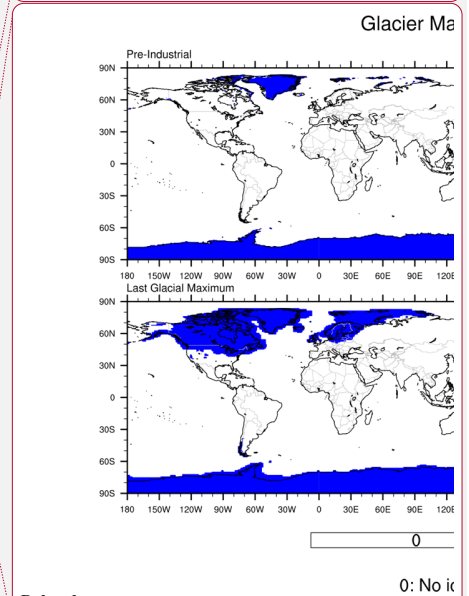 Glacier Ma
Pre-Industrial
90N
60N
30N
0
30S
60S
90S
180 150W 120W 90W 60W 30W 0 30E 60E 90E 120E
Last Glacial Maximum
90N
60N
30N
0
30S
60S
90S
180 150W 120W 90W 60W 30W 0 30E 60E 90E 120E
0
0: No ic